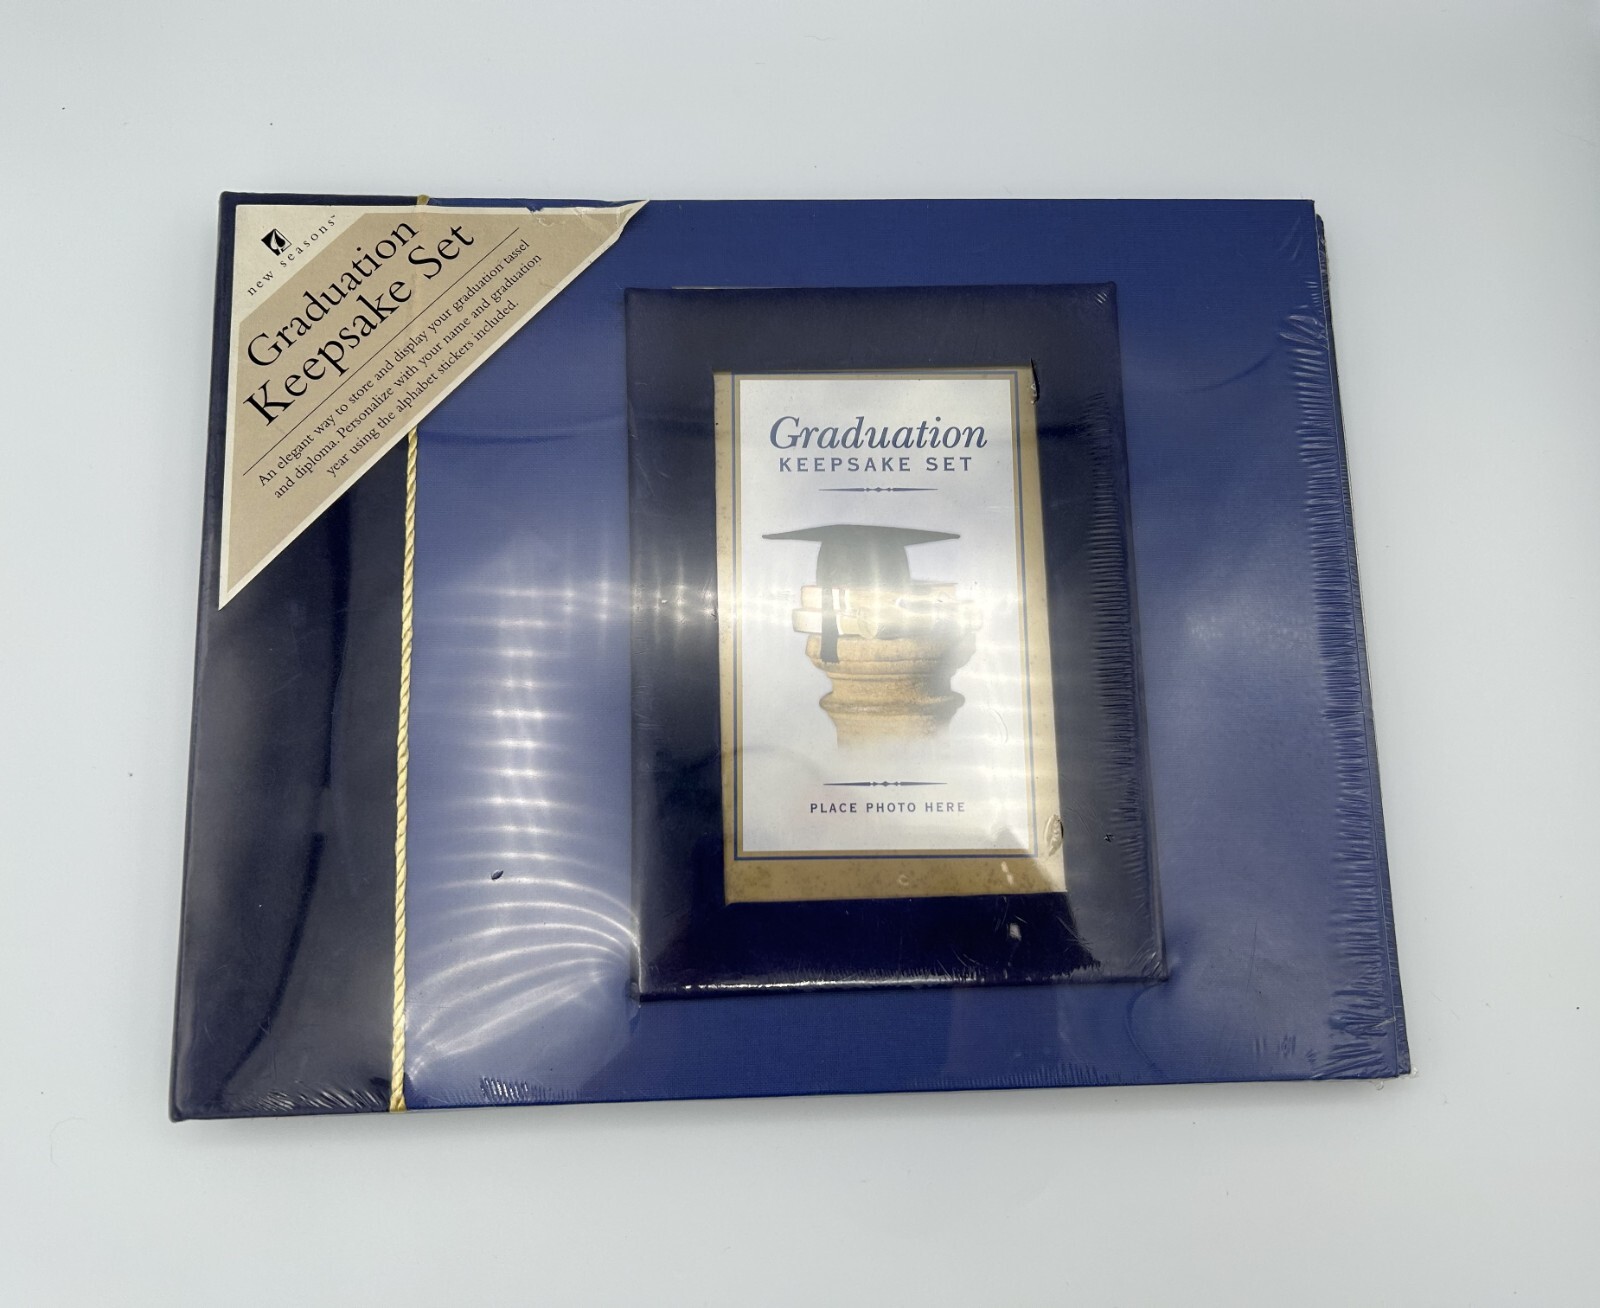 new seasons™
Graduation
Keepsake Set
An elegant way to store and display your graduation tassel
and diploma. Personalize with your name and graduation
year using the alphabet stickers included.
Graduation
KEEPSAKE SET
PLACE PHOTO HERE